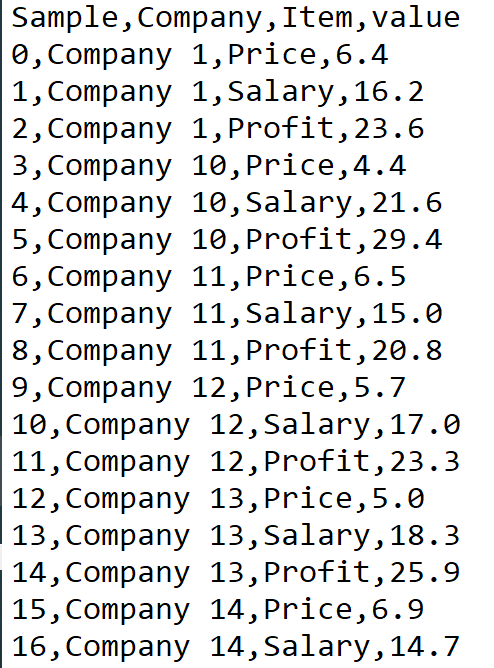 Sample,Company,Item,value
0,Company 1,Price,6.4
1,Company 1,Salary,16.2
2,Company 1,Profit,23.6
3,Company 10,Price,4.4
4,Company 10,Salary,21.6
5,Company 10,Profit,29.4
6,Company 11,Price,6.5
7,Company 11,Salary,15.0
8,Company 11,Profit,20.8
9,Company 12,Price,5.7
10,Company 12,Salary,17.0
11,Company 12,Profit,23.3
12,Company 13,Price,5.0
13,Company 13,Salary,18.3
14,Company 13,Profit,25.9
15,Company 14,Price,6.9
16,Company 14,Salary,14.7